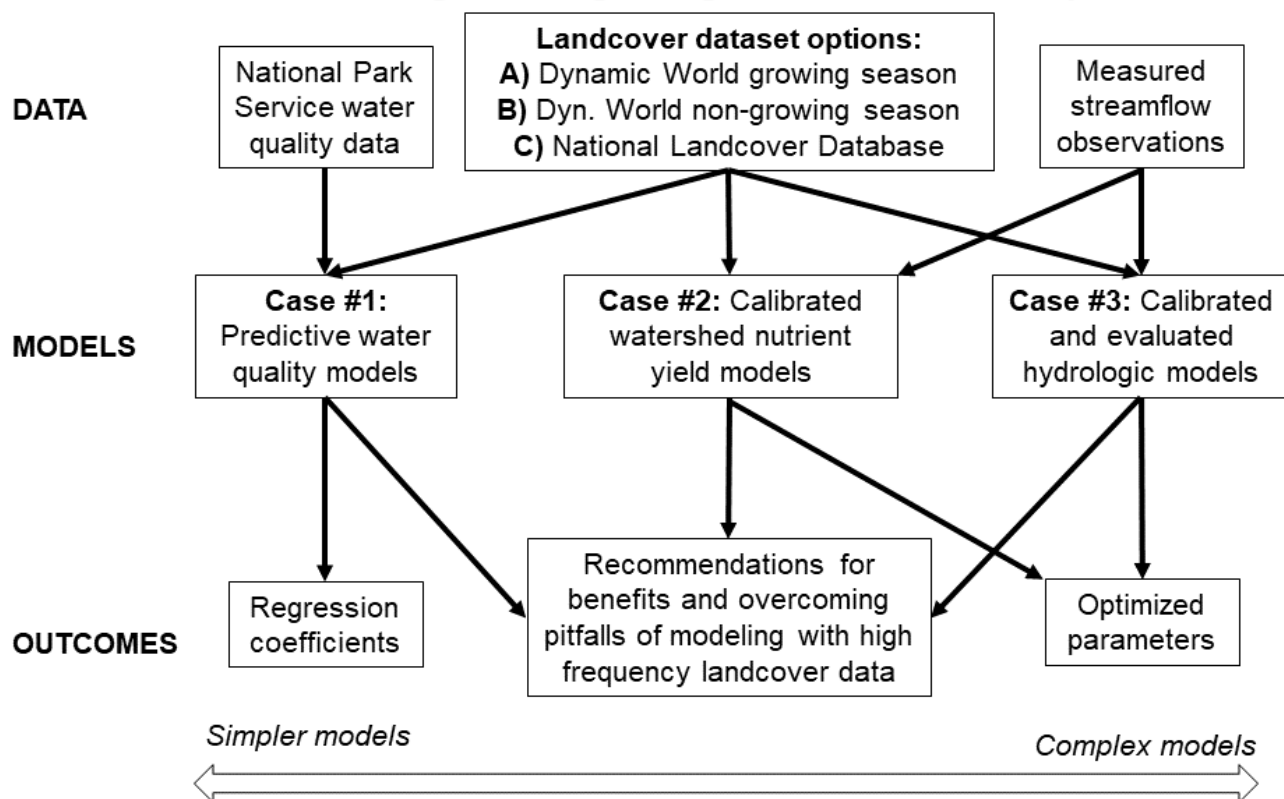 DATA
National Park
Service water
quality data
Landcover dataset options:
A) Dynamic World growing season
B) Dyn. World non-growing season
C) National Landcover Database
Measured
streamflow
observations
MODELS
Case #1:
Predictive water
quality models
Case #2: Calibrated
watershed nutrient
yield models
Case #3: Calibrated
and evaluated
hydrologic models
OUTCOMES
Regression
coefficients
Recommendations for
benefits and overcoming
pitfalls of modeling with high
frequency landcover data
Optimized
parameters
Simpler models
Complex models